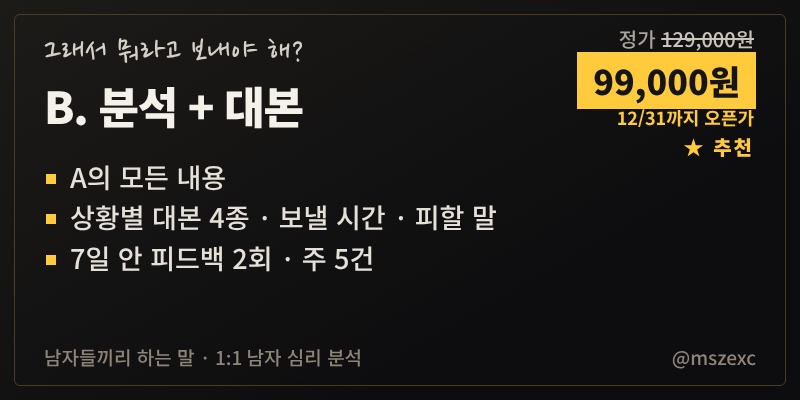 그래서 뭐라고 보내야 해?
정가 129,000원
99,000원
12/31까지 오픈가
★ 추천
B. 분석 + 대본
A의 모든 내용
상황별 대본 4종 · 보낼 시간 · 피할 말
7일 안 피드백 2회 · 주 5건
남자들끼리 하는 말 · 1:1 남자 심리 분석
@mszexc